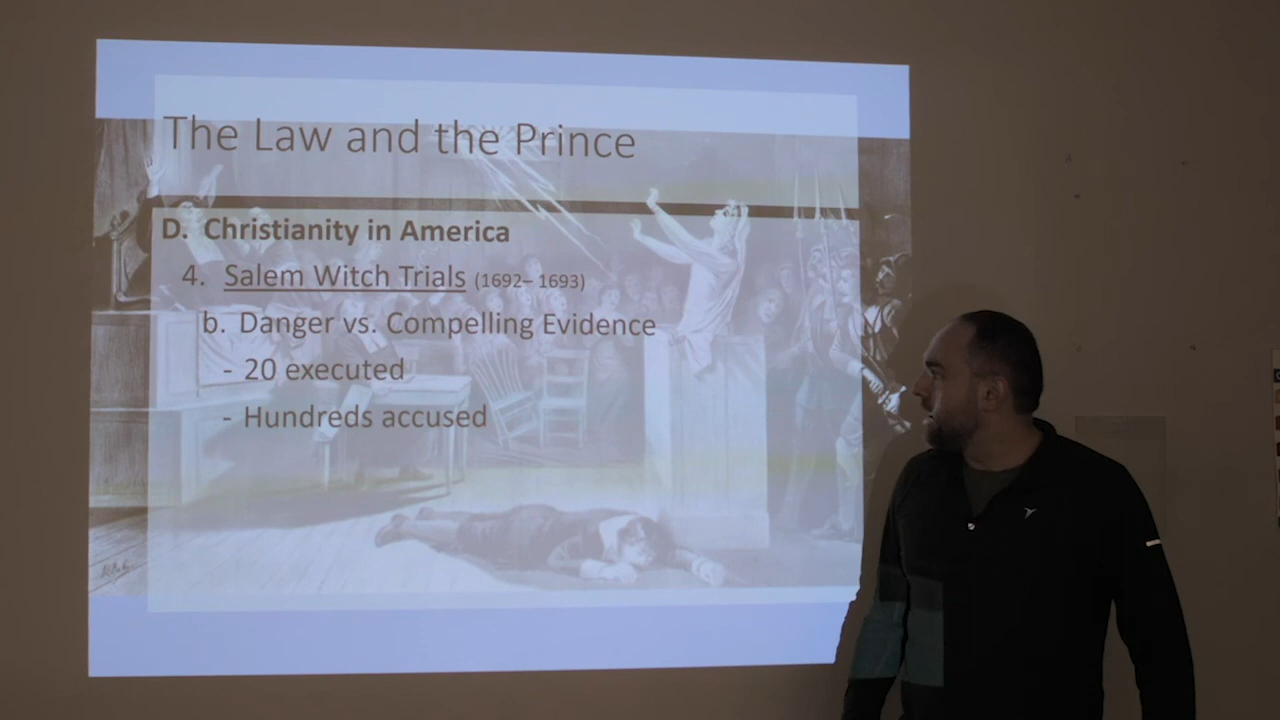 The Law and the Prince
D. Christianity in America
4. Salem Witch Trials (1692– 1693)
b. Danger vs. Compelling Evidence
- 20 executed
- Hundreds accused